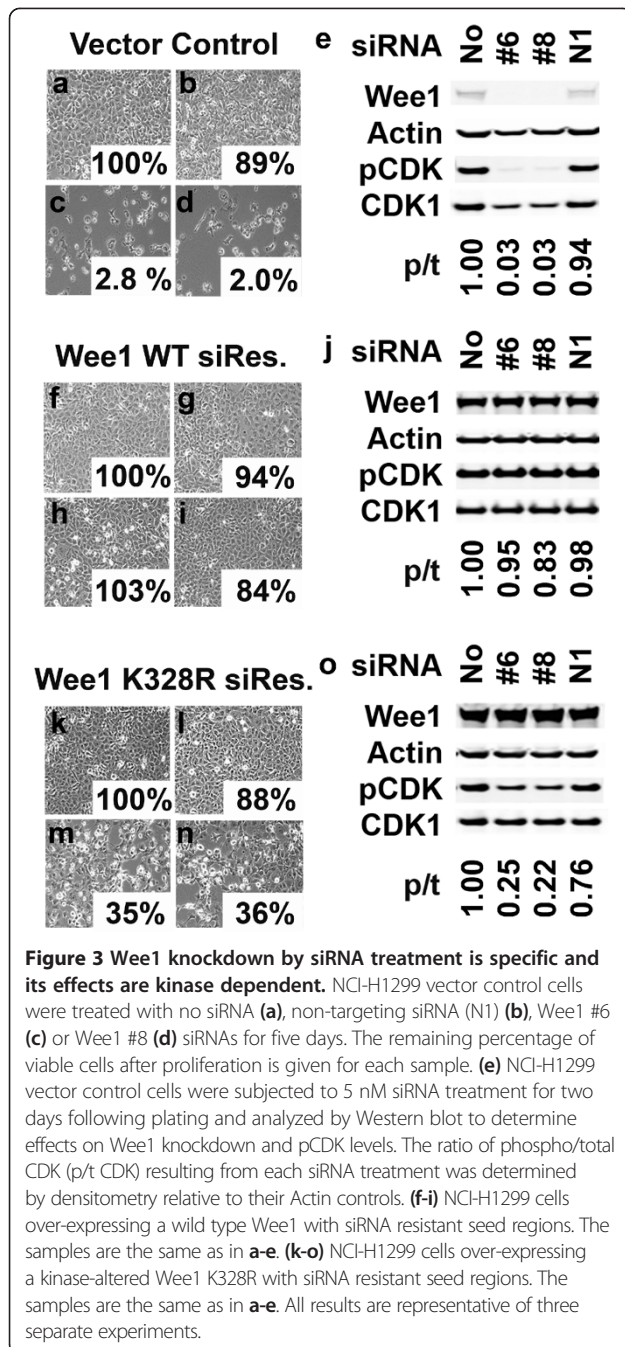 Vector Control
a
b
100%
89%
c
d
2.8 %
2.0%
e siRNA No #6 #8 N1
Wee1
Actin
pCDK
CDK1
p/t 1.00 0.03 0.03 0.94
Wee1 WT siRes.
f
g
100%
94%
h
i
103%
84%
j siRNA No #6 #8 N1
Wee1
Actin
pCDK
CDK1
p/t 1.00 0.95 0.83 0.98
Wee1 K328R siRes.
k
l
100%
88%
m
n
35%
36%
o siRNA No #6 #8 N1
Wee1
Actin
pCDK
CDK1
p/t 1.00 0.25 0.22 0.76
Figure 3 Wee1 knockdown by siRNA treatment is specific and
its effects are kinase dependent. NCI-H1299 vector control cells
were treated with no siRNA (a), non-targeting siRNA (N1) (b), Wee1 #6
(c) or Wee1 #8 (d) siRNAs for five days. The remaining percentage of
viable cells after proliferation is given for each sample. (e) NCI-H1299
vector control cells were subjected to 5 nM siRNA treatment for two
days following plating and analyzed by Western blot to determine
effects on Wee1 knockdown and pCDK levels. The ratio of phospho/total
CDK (p/t CDK) resulting from each siRNA treatment was determined
by densitometry relative to their Actin controls. (f-i) NCI-H1299 cells
over-expressing a wild type Wee1 with siRNA resistant seed regions. The
samples are the same as in a-e. (k-o) NCI-H1299 cells over-expressing
a kinase-altered Wee1 K328R with siRNA resistant seed regions. The
samples are the same as in a-e. All results are representative of three
separate experiments.